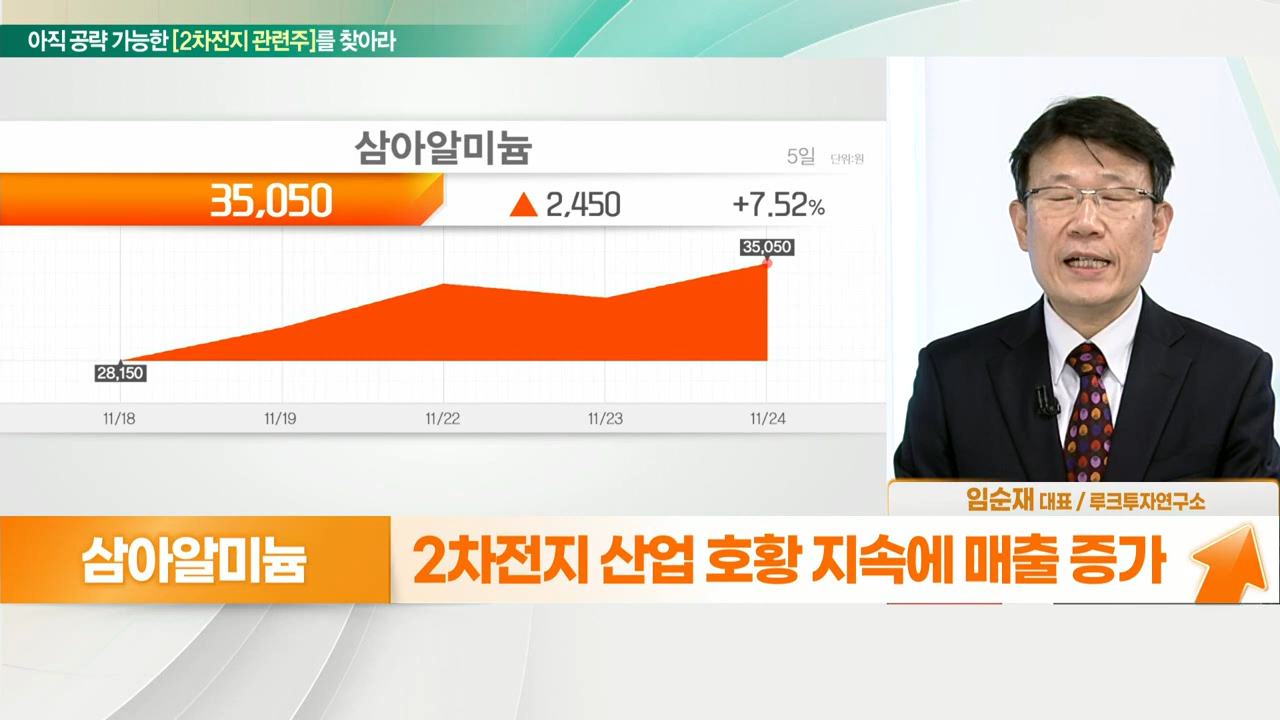 아직 공략 가능한 [2차전지 관련주]를 찾아라
삼아알미늄
5일 단위:원
35,050 ▲ 2,450 +7.52%
35,050
28,150
11/18 11/19 11/22 11/23 11/24
임순재 대표 / 루크투자연구소
삼아알미늄 2차전지 산업 호황 지속에 매출 증가